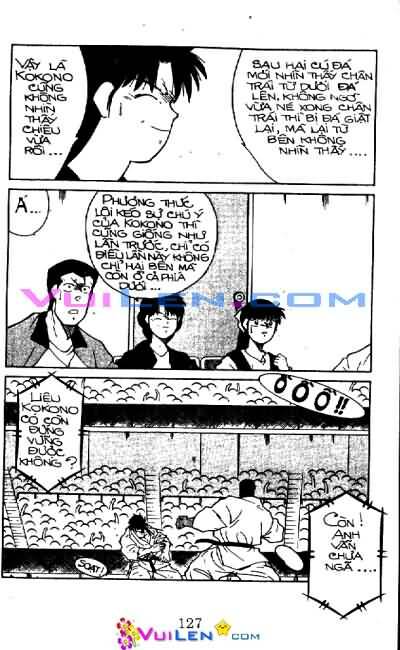 SAU HAI CÚ ĐÁ
MỚI NHÌN THẤY CHÂN
TRÁI TỪ DƯỚI ĐÁ
LÊN, KHÔNG NGỜ
VỪA NÉ XONG CHÂN
TRÁI THÌ BỊ ĐÁ GIẬT
LẠI, MÀ LẠI TỪ
BÊN KHÔNG
NHÌN THẤY....
VẬY LÀ
KOKONO
CŨNG
KHÔNG
NHÌN
THẤY
CHIÊU
VỪA
RỒI...
PHƯƠNG THỨC
LÔI KÉO SỰ CHÚ Ý
CỦA KOKONO THÌ
CŨNG GIỐNG NHƯ
LẦN TRƯỚC, CHỈ CÓ
ĐIỀU LẦN NÀY KHÔNG
CHỈ HAI BÊN MÀ
CÒN Ở CẢ PHÍA
DƯỚI...
Á...
VUILEN.COM
Ồ Ồ Ồ!!
LIỆU
KOKONO
CÓ CÒN
ĐỨNG
VỮNG
ĐƯỢC
KHÔNG?
CÒN!
ANH
VẪN
CHƯA
NGÃ....
SOẠT!
127
VUILEN.COM